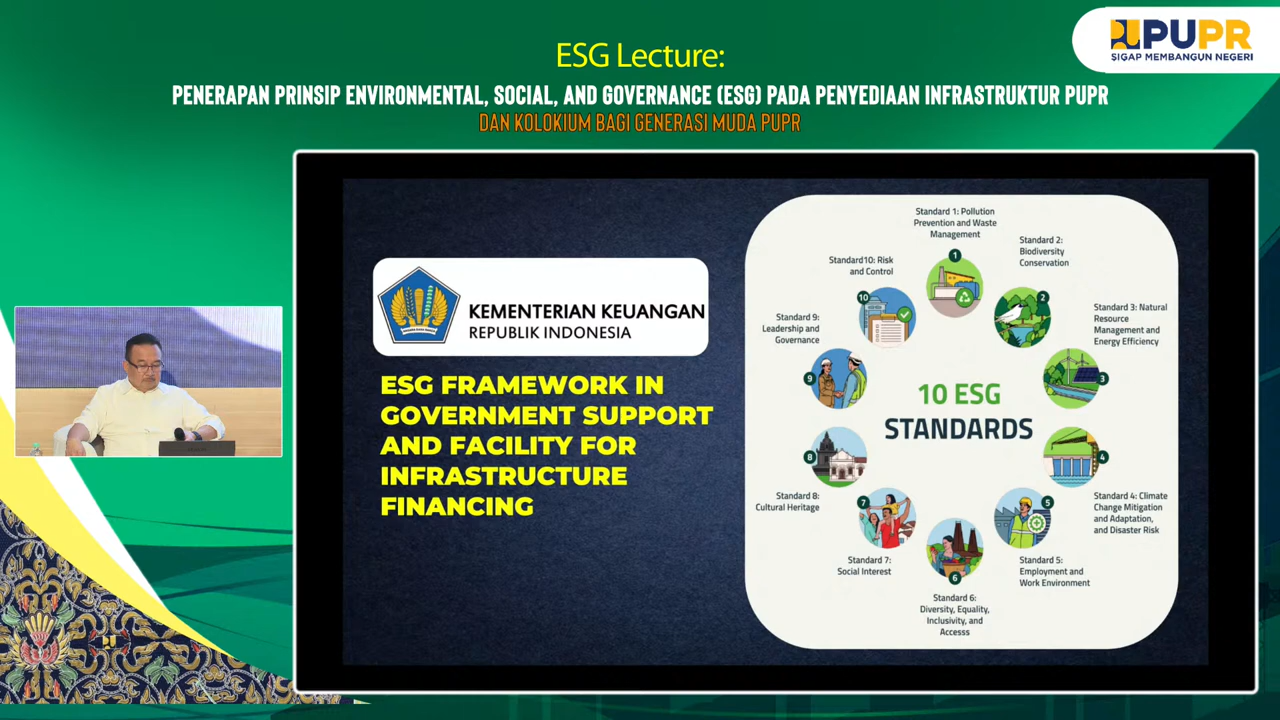 ESG Lecture:
PENERAPAN PRINSIP ENVIRONMENTAL, SOCIAL, AND GOVERNANCE (ESG) PADA PENYEDIAAN INFRASTRUKTUR PUPR
DAN KOLOKIUM BAGI GENERASI MUDA PUPR
PUPR
SIGAP MEMBANGUN NEGERI
KEMENTERIAN KEUANGAN
REPUBLIK INDONESIA
ESG FRAMEWORK IN
GOVERNMENT SUPPORT
AND FACILITY FOR
INFRASTRUCTURE
FINANCING
10 ESG
STANDARDS
Standard 1: Pollution
Prevention and Waste
Management
1
Standard 2:
Biodiversity
Conservation
2
Standard 3: Natural
Resource
Management and
Energy Efficiency
3
Standard 4: Climate
Change Mitigation
and Adaptation,
and Disaster Risk
4
Standard 5:
Employment and
Work Environment
5
Standard 6:
Diversity, Equality,
Inclusivity, and
Accesss
6
Standard 7:
Social Interest
7
Standard 8:
Cultural Heritage
8
Standard 9:
Leadership and
Governance
9
Standard10: Risk
and Control
10